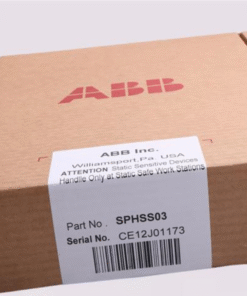 ABB
ABB Inc.
Williamsport,Pa. USA
ATTENTION Static Sensitive Devices
Handle Only at Static Safe Work Stations
Part No . SPHSS03
Serial No. CE12J01173